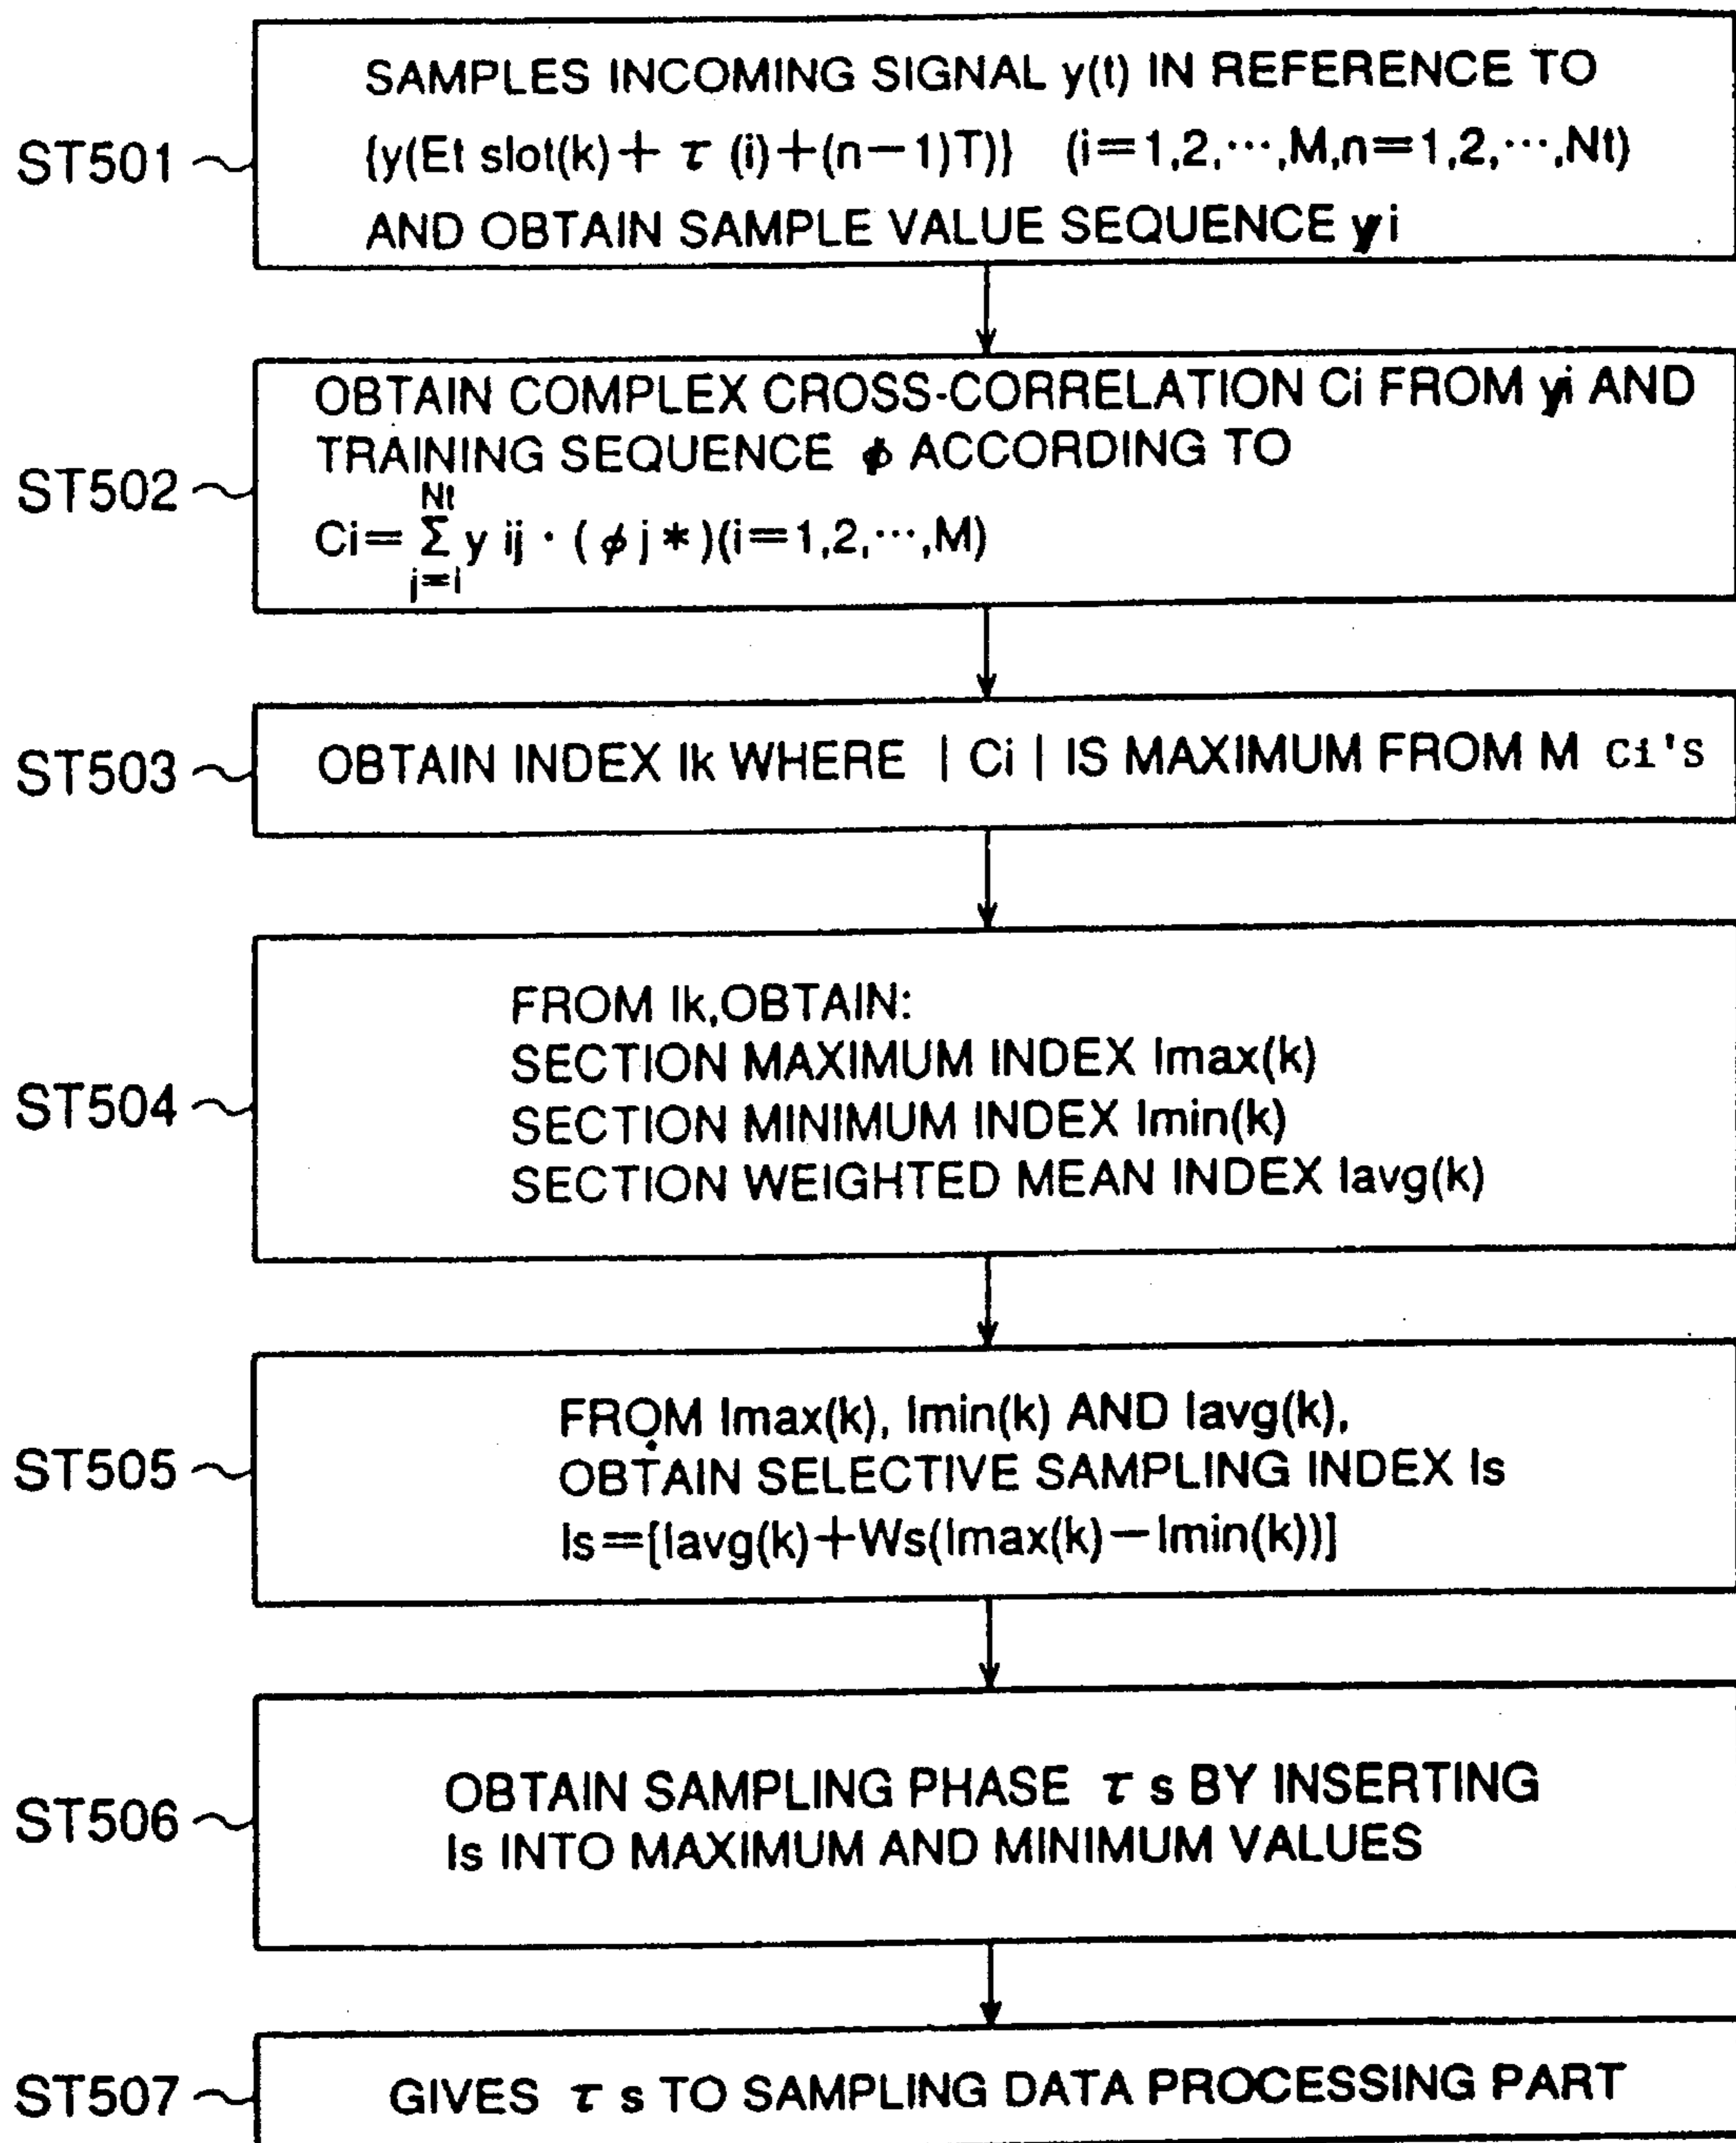 ST501
SAMPLES INCOMING SIGNAL y(t) IN REFERENCE TO
{y(Et slot(k)+ τ (i)+(n−1)T)} (i=1,2,⋯,M,n=1,2,⋯,Nt)
AND OBTAIN SAMPLE VALUE SEQUENCE yi
ST502
OBTAIN COMPLEX CROSS-CORRELATION Ci FROM yi AND
TRAINING SEQUENCE ϕ ACCORDING TO
Nt
Ci= Σ y ij · ( ϕ j *)(i=1,2,⋯,M)
j=i
ST503
OBTAIN INDEX Ik WHERE | Ci | IS MAXIMUM FROM M Ci'S
ST504
FROM Ik,OBTAIN:
SECTION MAXIMUM INDEX Imax(k)
SECTION MINIMUM INDEX Imin(k)
SECTION WEIGHTED MEAN INDEX Iavg(k)
ST505
FROM Imax(k), Imin(k) AND Iavg(k),
OBTAIN SELECTIVE SAMPLING INDEX Is
Is=[Iavg(k)+Ws(Imax(k)−Imin(k))]
ST506
OBTAIN SAMPLING PHASE τ s BY INSERTING
Is INTO MAXIMUM AND MINIMUM VALUES
ST507
GIVES τ s TO SAMPLING DATA PROCESSING PART